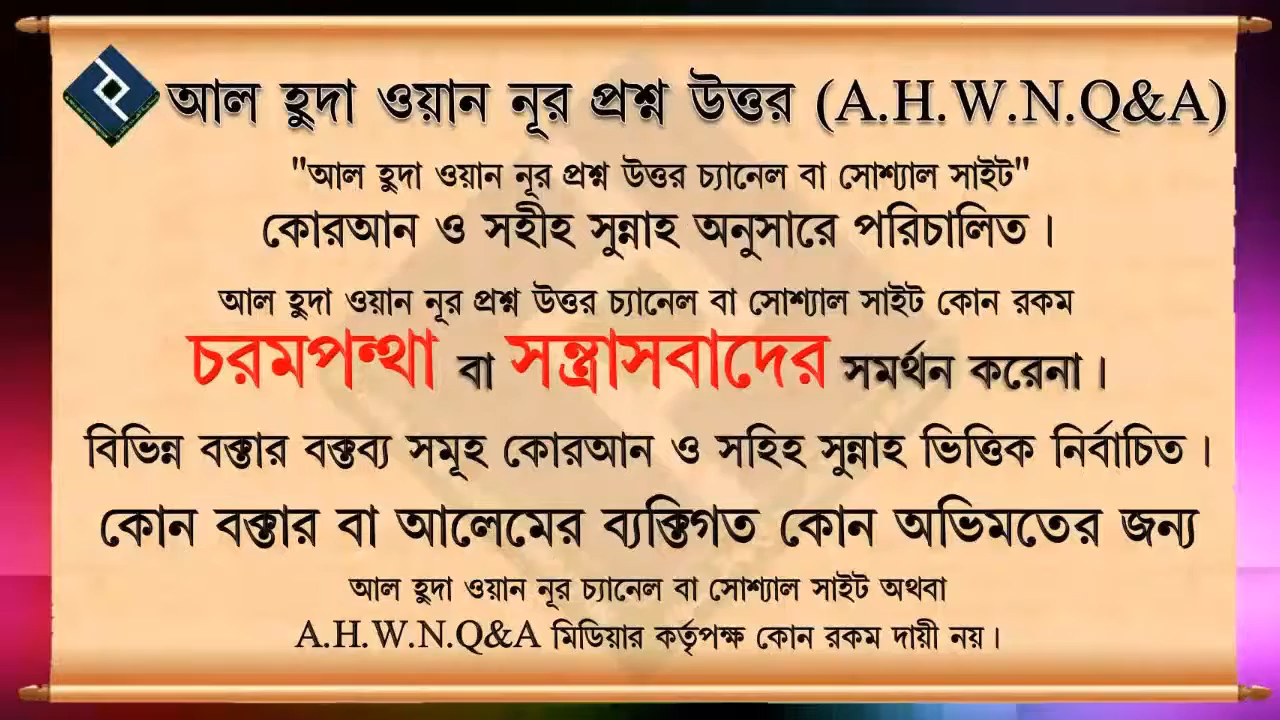 আল হুদা ওয়ান নূর প্রশ্ন উত্তর (A.H.W.N.Q&A)
"আল হুদা ওয়ান নূর প্রশ্ন উত্তর চ্যানেল বা সোশ্যাল সাইট"
কোরআন ও সহীহ সুন্নাহ অনুসারে পরিচালিত।
আল হুদা ওয়ান নূর প্রশ্ন উত্তর চ্যানেল বা সোশ্যাল সাইট কোন রকম
চরমপন্থা বা সন্ত্রাসবাদের সমর্থন করেনা।
বিভিন্ন বক্তার বক্তব্য সমূহ কোরআন ও সহিহ সুন্নাহ ভিত্তিক নির্বাচিত।
কোন বক্তার বা আলেমের ব্যক্তিগত কোন অভিমতের জন্য
আল হুদা ওয়ান নূর চ্যানেল বা সোশ্যাল সাইট অথবা
A.H.W.N.Q&A মিডিয়ার কর্তৃপক্ষ কোন রকম দায়ী নয়।